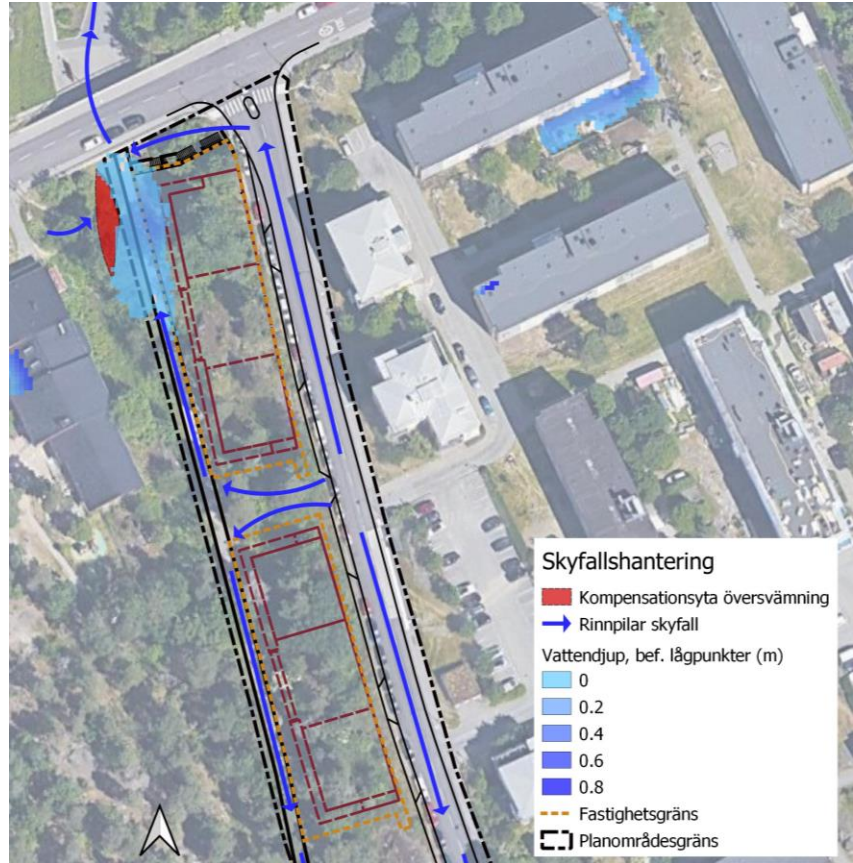 Skyfallshantering
Kompensationsyta översvämning
Rinnpilar skyfall
Vattendjup, bef. lågpunkter (m)
0
0.2
0.4
0.6
0.8
Fastighetsgräns
Planområdesgräns